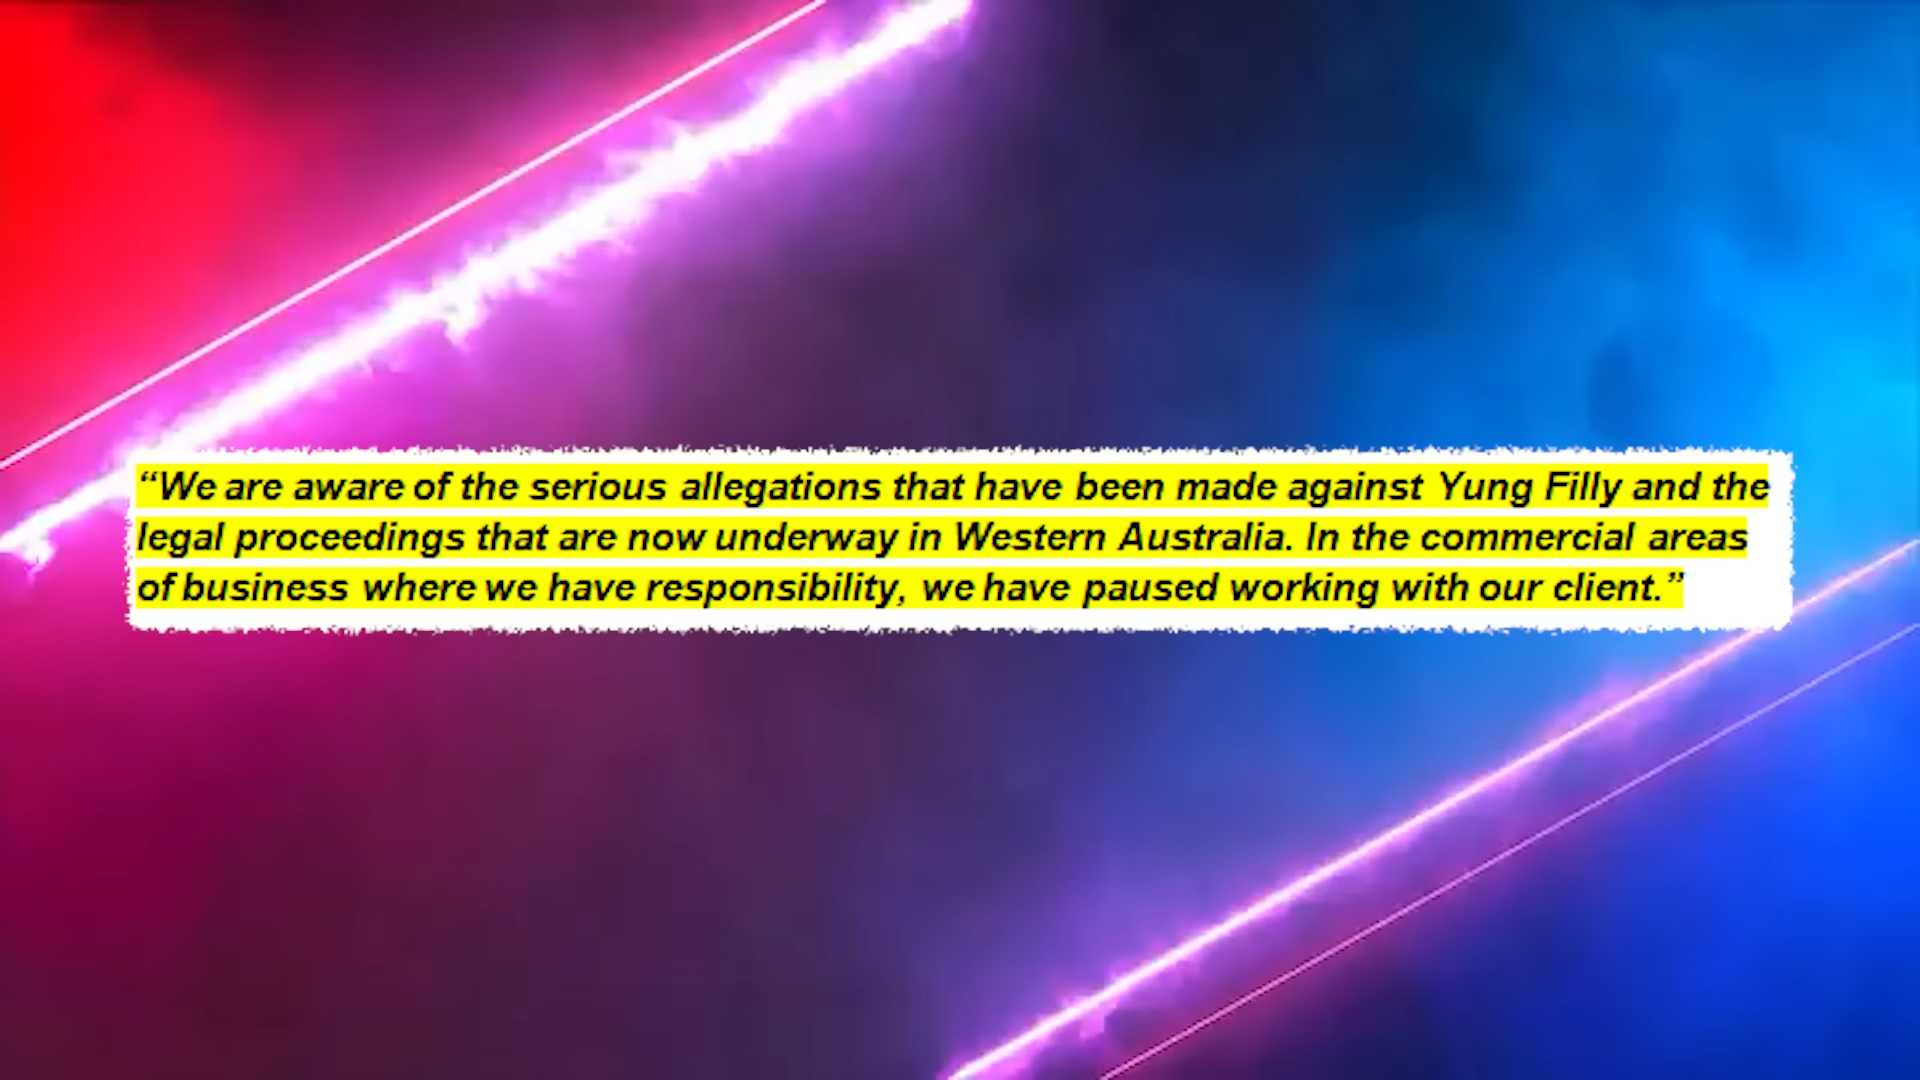 “We are aware of the serious allegations that have been made against Yung Filly and the
legal proceedings that are now underway in Western Australia. In the commercial areas
of business where we have responsibility, we have paused working with our client.”